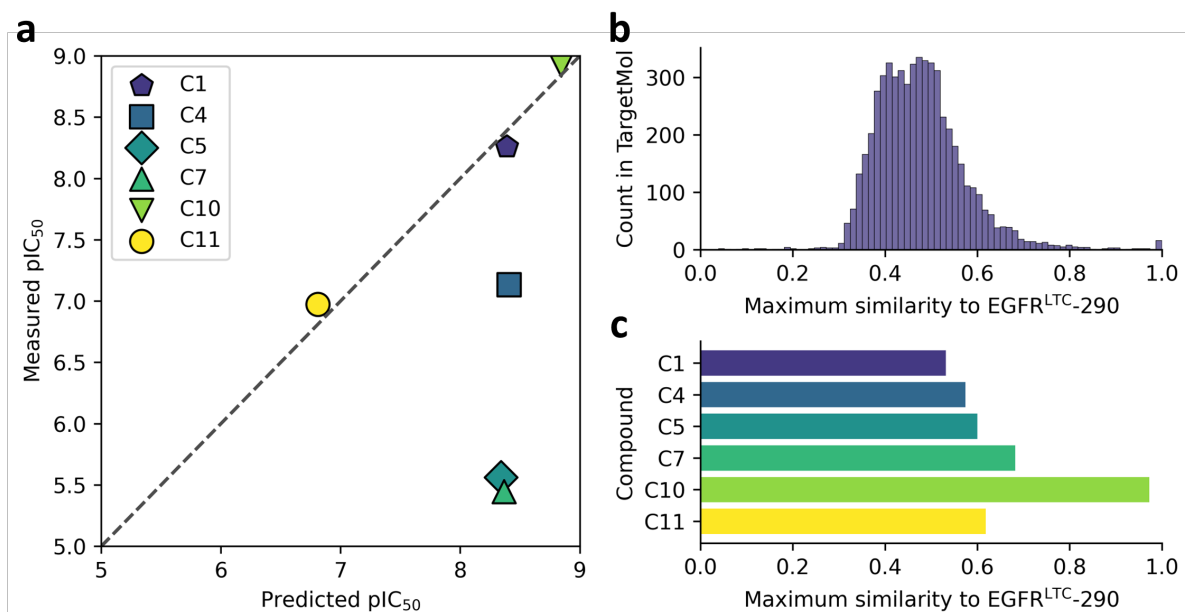 a
9.0
8.5
8.0
7.5
7.0
6.5
6.0
5.5
5.0
Measured pIC50
C1
C4
C5
C7
C10
C11
5 6 7 8 9
Predicted pIC50
b
300
200
100
0
Count in TargetMol
0.0 0.2 0.4 0.6 0.8 1.0
Maximum similarity to EGFRLTC-290
c
Compound
C1
C4
C5
C7
C10
C11
0.0 0.2 0.4 0.6 0.8 1.0
Maximum similarity to EGFRLTC-290